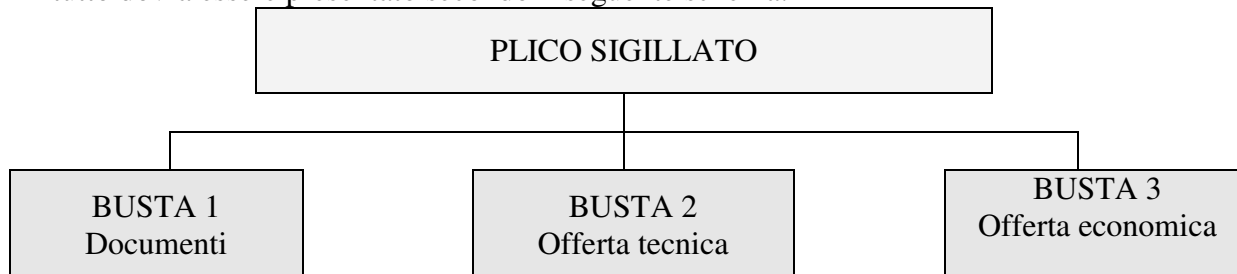 PLICO SIGILLATO
BUSTA 1
Documenti
BUSTA 2
Offerta tecnica
BUSTA 3
Offerta economica